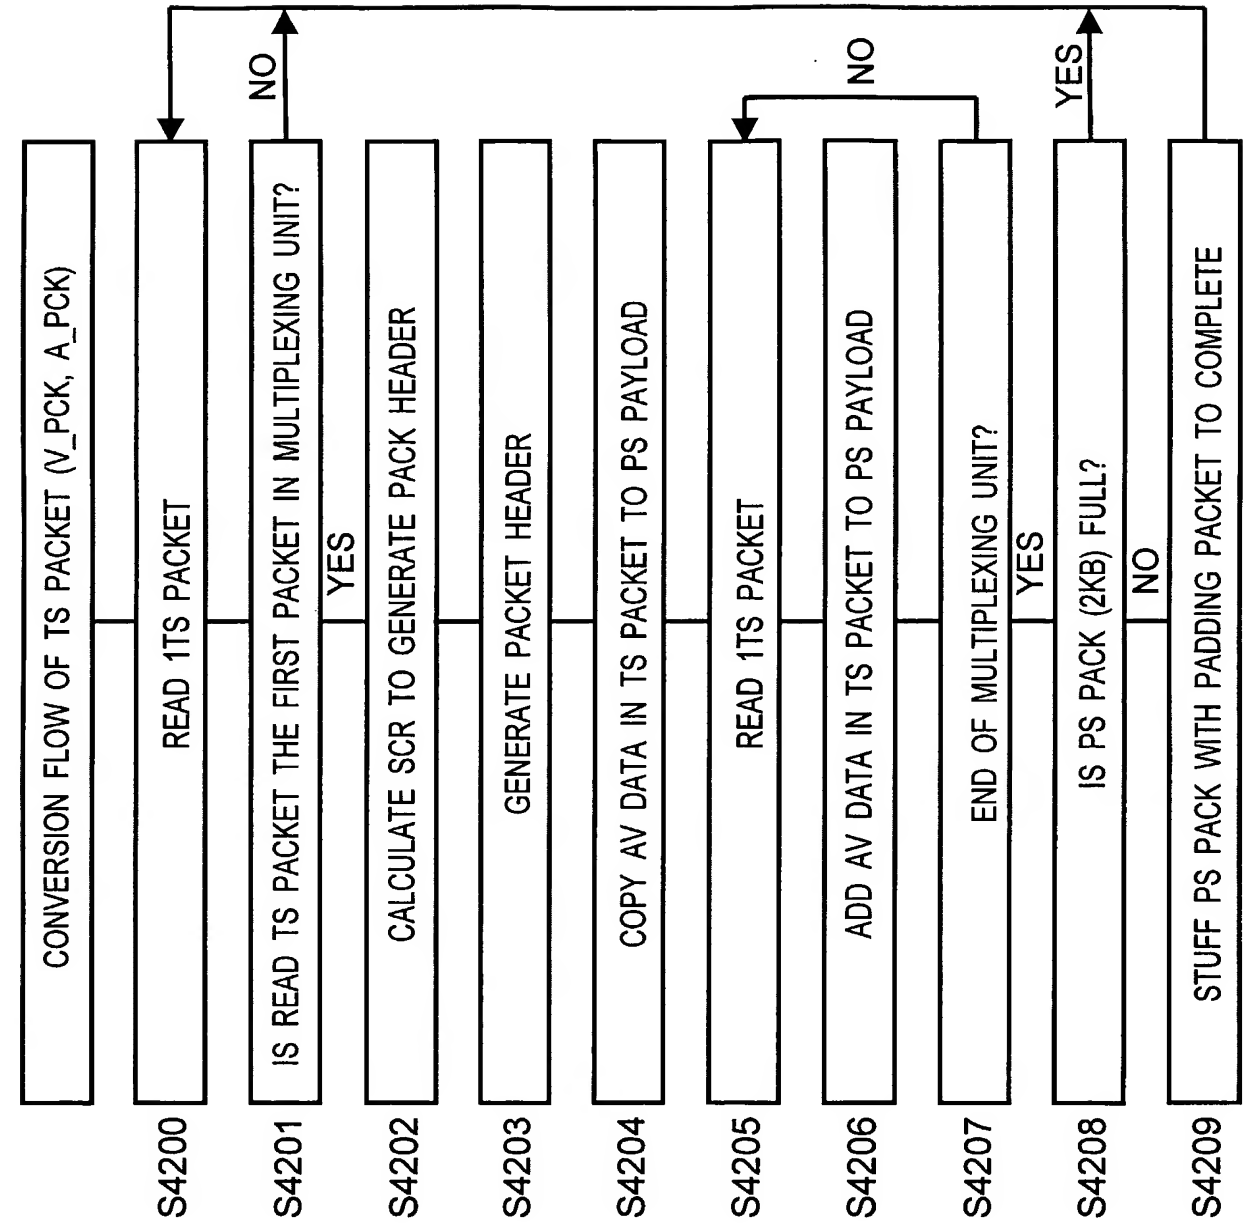 CONVERSION FLOW OF TS PACKET (V_PCK, A_PCK)
S4200
READ 1TS PACKET
S4201
IS READ TS PACKET THE FIRST PACKET IN MULTIPLEXING UNIT?
NO
YES
S4202
CALCULATE SCR TO GENERATE PACK HEADER
S4203
GENERATE PACKET HEADER
S4204
COPY AV DATA IN TS PACKET TO PS PAYLOAD
S4205
READ 1TS PACKET
S4206
ADD AV DATA IN TS PACKET TO PS PAYLOAD
NO
S4207
END OF MULTIPLEXING UNIT?
YES
S4208
IS PS PACK (2KB) FULL?
YES
NO
S4209
STUFF PS PACK WITH PADDING PACKET TO COMPLETE